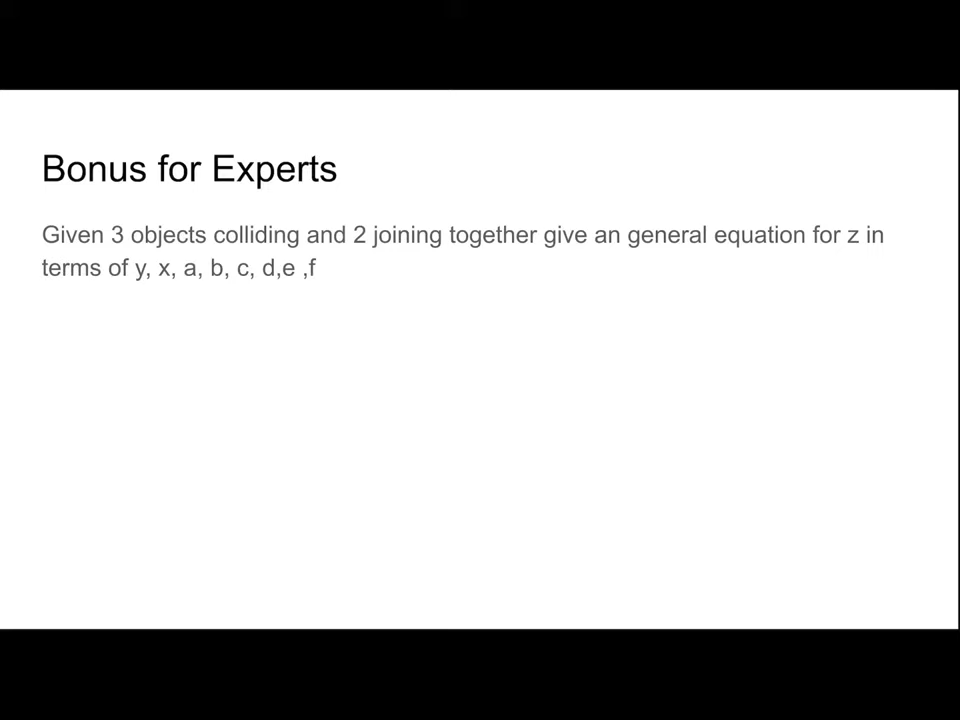 Bonus for Experts
Given 3 objects colliding and 2 joining together give an general equation for z in
terms of y, x, a, b, c, d,e ,f